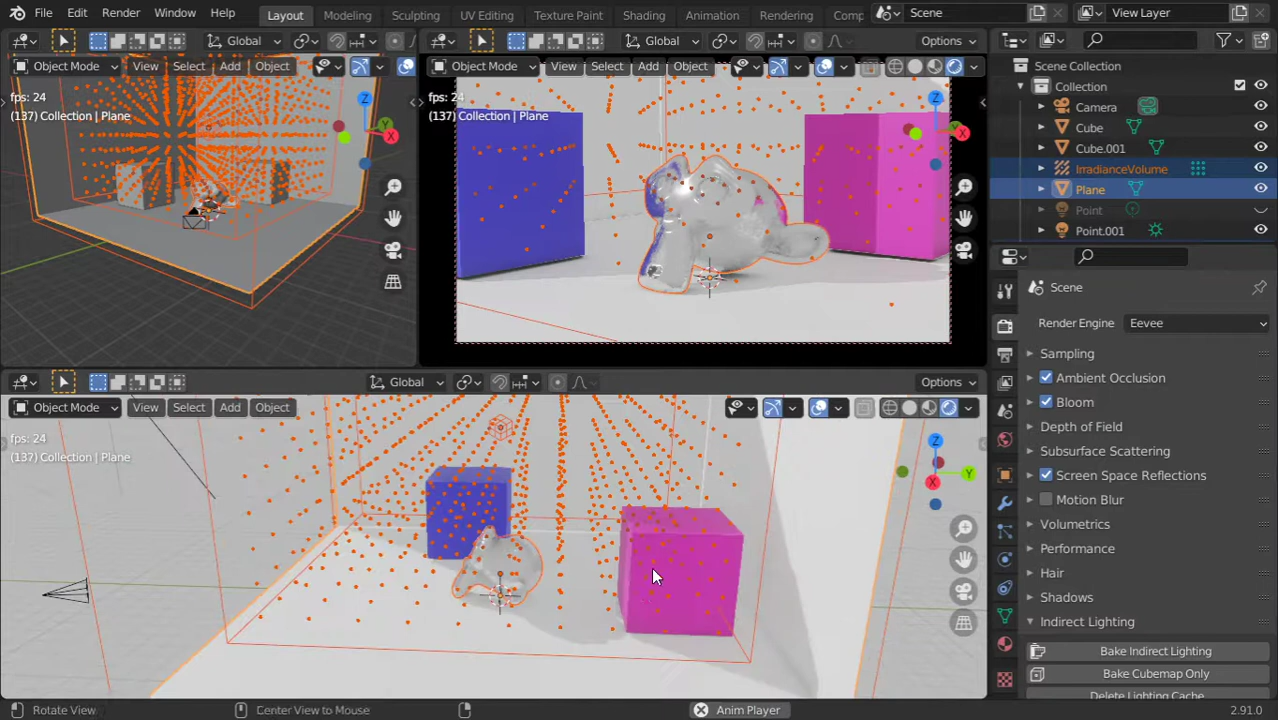 File Edit Render Window Help Layout Modeling Sculpting UV Editing Texture Paint Shading Animation Rendering Comp Scene View Layer
Global Global Options
Object Mode View Select Add Object Object Mode View Select Add Object
fps: 24
(137) Collection | Plane
Z
X
fps: 24
(137) Collection | Plane
Z
X
Scene Collection
Collection
Camera
Cube
Cube.001
IrradianceVolume
Plane
Point
Point.001
Global Options
Object Mode View Select Add Object
fps: 24
(137) Collection | Plane
Z
Y
X
Scene
Render Engine Eevee
Sampling
Ambient Occlusion
Bloom
Depth of Field
Subsurface Scattering
Screen Space Reflections
Motion Blur
Volumetrics
Performance
Hair
Shadows
Indirect Lighting
Bake Indirect Lighting
Bake Cubemap Only
Delete Lighting Cache
Rotate View Center View to Mouse Anim Player 2.91.0